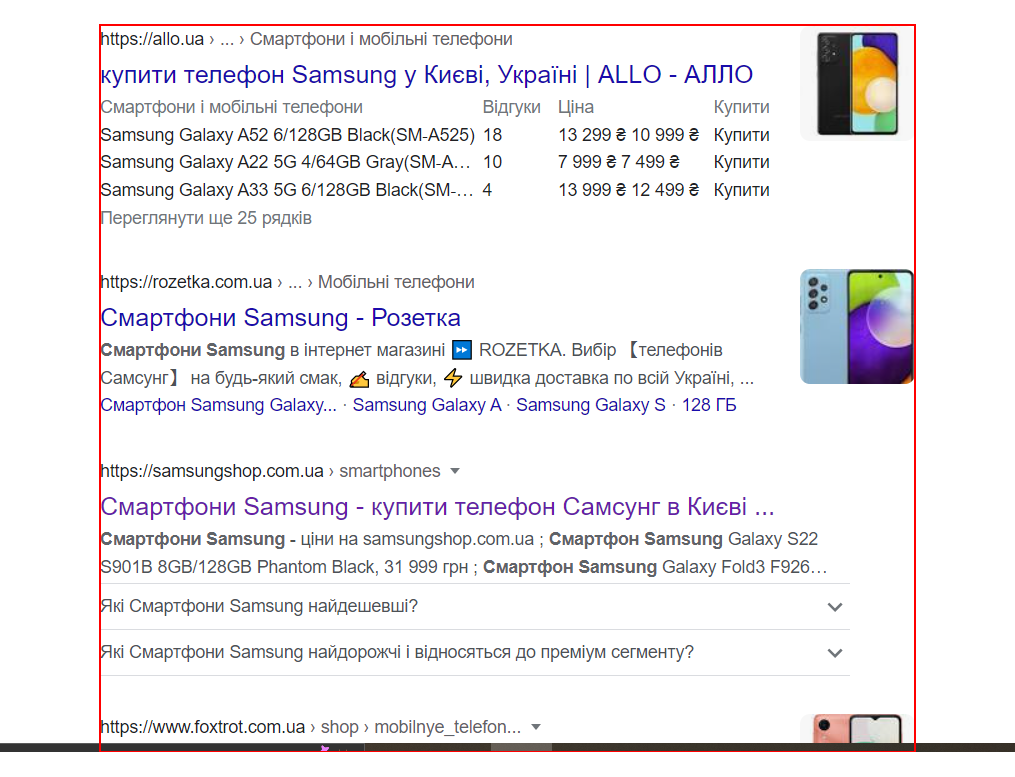 https://allo.ua › ... › Смартфони і мобільні телефони
купити телефон Samsung у Києві, Україні | ALLO - АЛЛО
Смартфони і мобільні телефони Відгуки Ціна Купити
Samsung Galaxy A52 6/128GB Black(SM-A525) 18 13 299 ₴ 10 999 ₴ Купити
Samsung Galaxy A22 5G 4/64GB Gray(SM-A… 10 7 999 ₴ 7 499 ₴ Купити
Samsung Galaxy A33 5G 6/128GB Black(SM-… 4 13 999 ₴ 12 499 ₴ Купити
Переглянути ще 25 рядків
https://rozetka.com.ua › ... › Мобільні телефони
Смартфони Samsung - Розетка
Смартфони Samsung в інтернет магазині ⏩ ROZETKA. Вибір 【телефонів
Самсунг】 на будь-який смак, ✍ відгуки, ⚡ швидка доставка по всій Україні, ...
Смартфон Samsung Galaxy... · Samsung Galaxy A · Samsung Galaxy S · 128 ГБ
https://samsungshop.com.ua › smartphones
Смартфони Samsung - купити телефон Самсунг в Києві ...
Смартфони Samsung - ціни на samsungshop.com.ua ; Смартфон Samsung Galaxy S22
S901B 8GB/128GB Phantom Black, 31 999 грн ; Смартфон Samsung Galaxy Fold3 F926…
Які Смартфони Samsung найдешевші?
Які Смартфони Samsung найдорожчі і відносяться до преміум сегменту?
https://www.foxtrot.com.ua › shop › mobilnye_telefon...